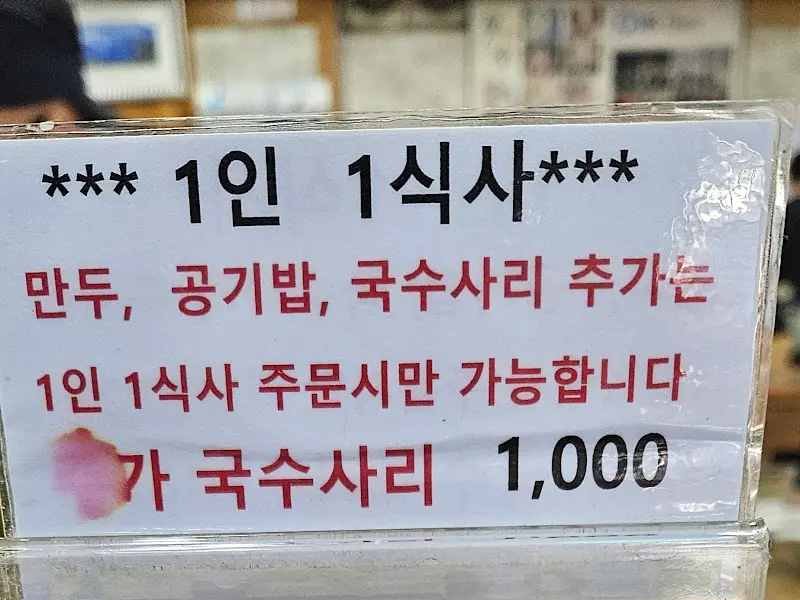 *** 1인 1식사***
만두, 공기밥, 국수사리 추가는
1인 1식사 주문시만 가능합니다
가 국수사리 1,000